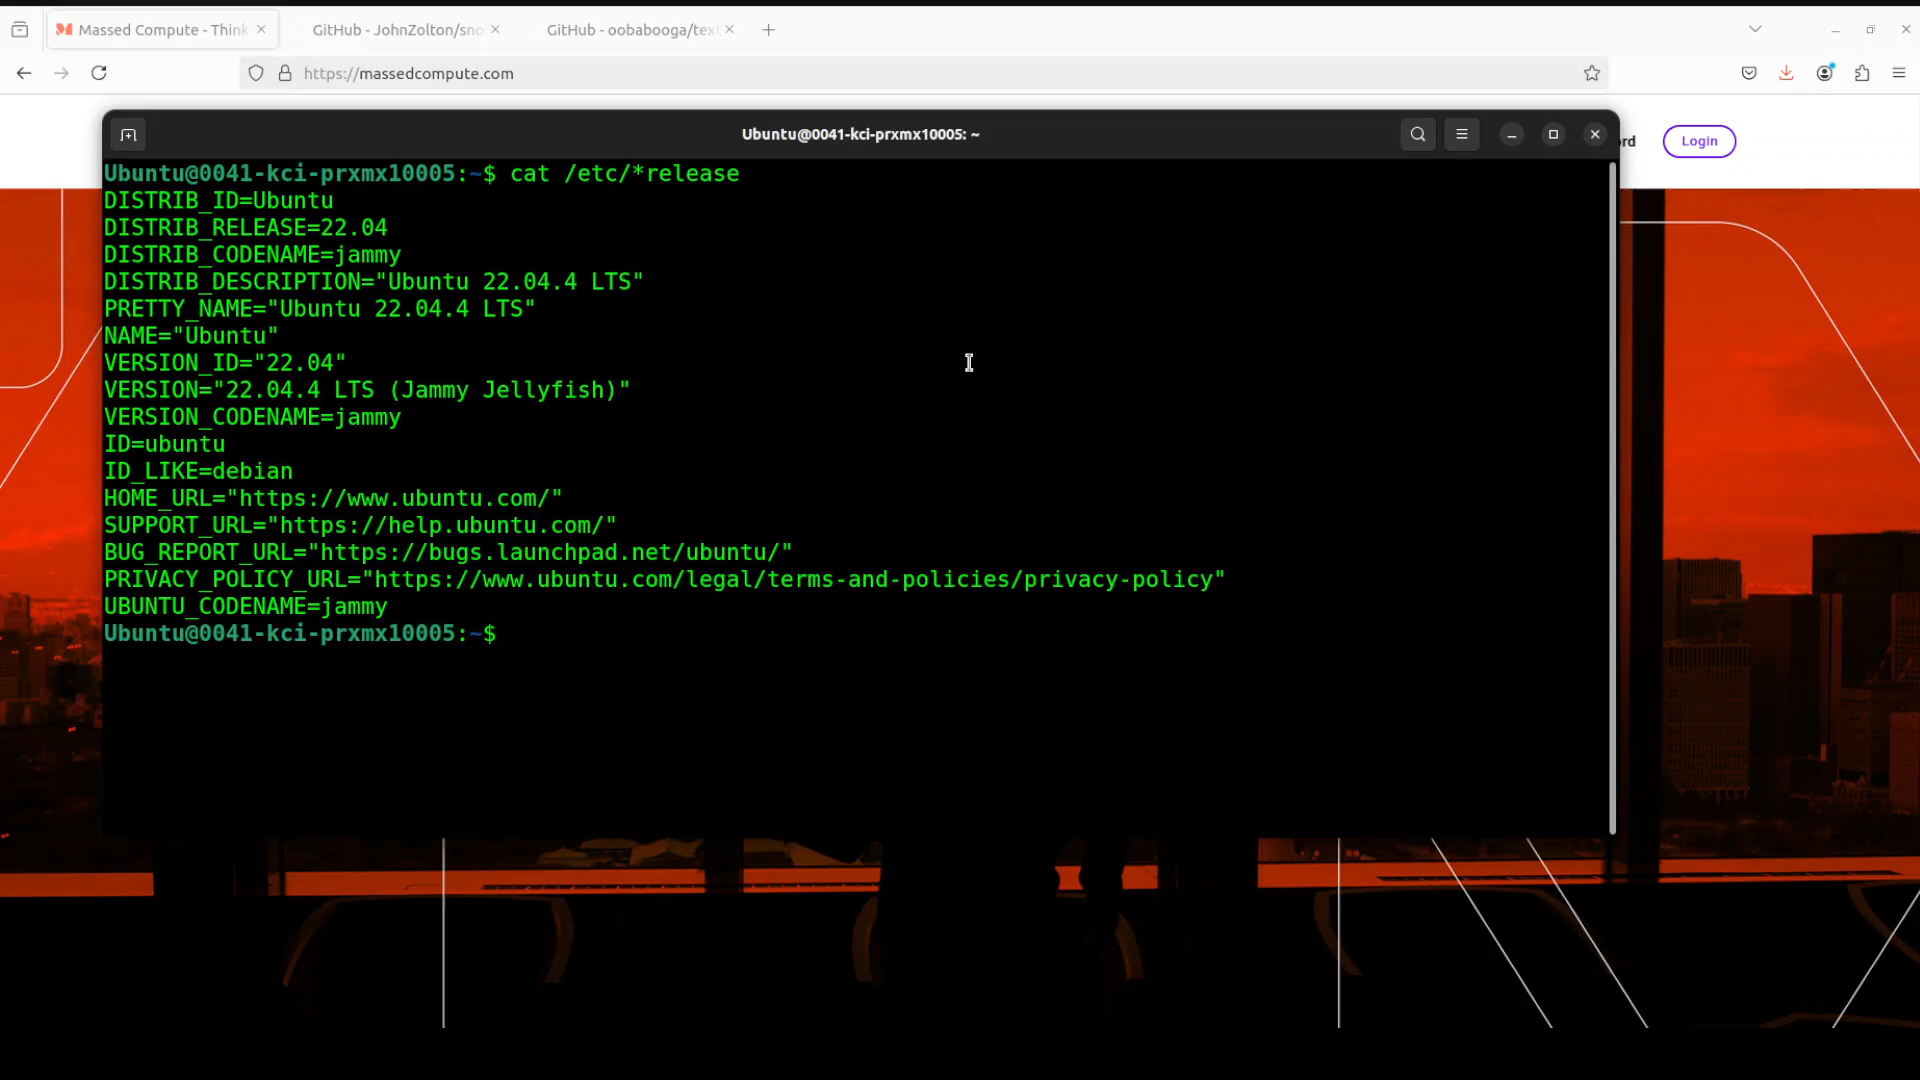 Massed Compute - Think
GitHub - JohnZolton/sno
GitHub - oobabooga/text
https://massedcompute.com
Ubuntu@0041-kci-prxmx10005: ~
rd
Login
Ubuntu@0041-kci-prxmx10005:~$ cat /etc/*release
DISTRIB_ID=Ubuntu
DISTRIB_RELEASE=22.04
DISTRIB_CODENAME=jammy
DISTRIB_DESCRIPTION="Ubuntu 22.04.4 LTS"
PRETTY_NAME="Ubuntu 22.04.4 LTS"
NAME="Ubuntu"
VERSION_ID="22.04"
VERSION="22.04.4 LTS (Jammy Jellyfish)"
VERSION_CODENAME=jammy
ID=ubuntu
ID_LIKE=debian
HOME_URL="https://www.ubuntu.com/"
SUPPORT_URL="https://help.ubuntu.com/"
BUG_REPORT_URL="https://bugs.launchpad.net/ubuntu/"
PRIVACY_POLICY_URL="https://www.ubuntu.com/legal/terms-and-policies/privacy-policy"
UBUNTU_CODENAME=jammy
Ubuntu@0041-kci-prxmx10005:~$